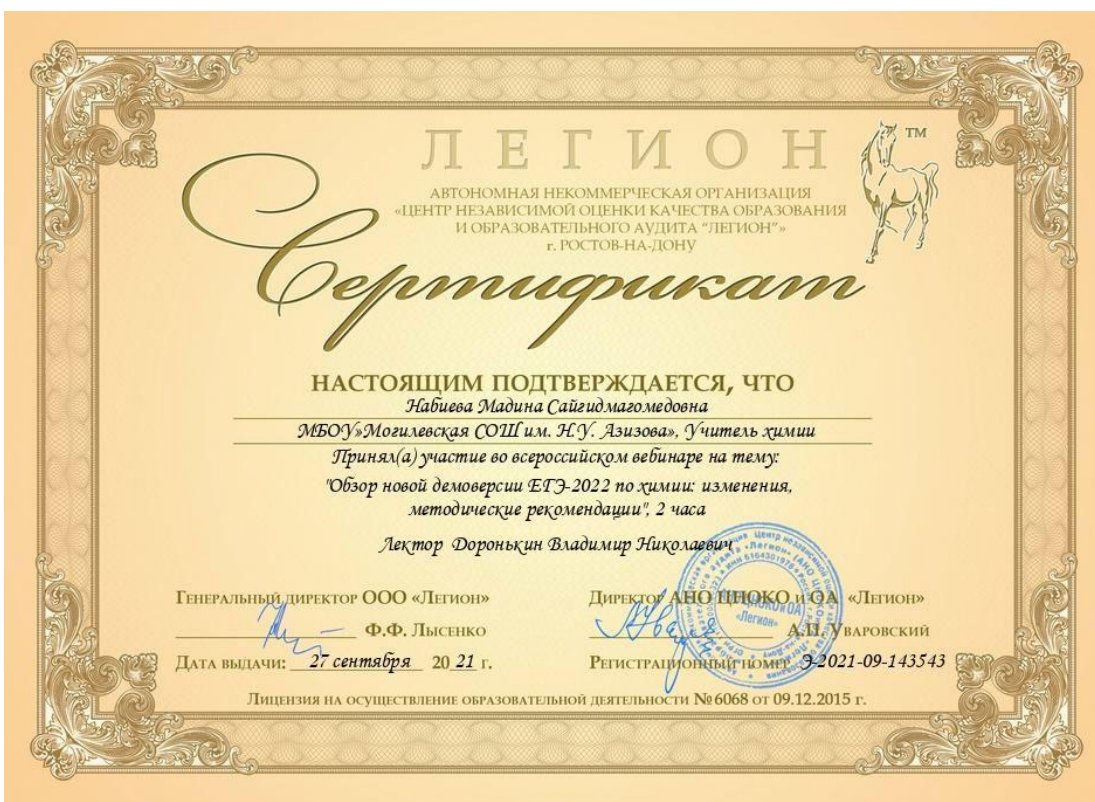 ЛЕГИОН
TM
АВТОНОМНАЯ НЕКОММЕРЧЕСКАЯ ОРГАНИЗАЦИЯ
«ЦЕНТР НЕЗАВИСИМОЙ ОЦЕНКИ КАЧЕСТВА ОБРАЗОВАНИЯ
И ОБРАЗОВАТЕЛЬНОГО АУДИТА "ЛЕГИОН"»
г. РОСТОВ-НА-ДОНУ
Сертификат
НАСТОЯЩИМ ПОДТВЕРЖДАЕТСЯ, ЧТО
Набиева Мадина Сайгидмагомедовна
МБОУ»Могилевская СОШ им. Н.У. Азизова», Учитель химии
Принял(а) участие во всероссийском вебинаре на тему:
"Обзор новой демоверсии ЕГЭ-2022 по химии: изменения,
методические рекомендации", 2 часа
Лектор Доронькин Владимир Николаевич
Генеральный директор ООО «Легион»
Ф.Ф. Лысенко
Дата выдачи: 27 сентября 20 21 г.
Директор АНО ЦНОКО и ОА «Легион»
А.П. Уваровский
Регистрационный номер Э-2021-09-143543
Лицензия на осуществление образовательной деятельности № 6068 от 09.12.2015 г.